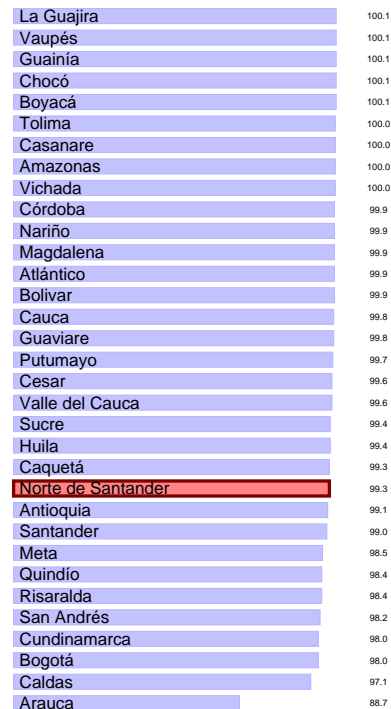 La Guajira 100.1
Vaupés 100.1
Guainía 100.1
Chocó 100.1
Boyacá 100.1
Tolima 100.0
Casanare 100.0
Amazonas 100.0
Vichada 100.0
Córdoba 99.9
Nariño 99.9
Magdalena 99.9
Atlántico 99.9
Bolivar 99.9
Cauca 99.8
Guaviare 99.8
Putumayo 99.7
Cesar 99.6
Valle del Cauca 99.6
Sucre 99.4
Huila 99.4
Caquetá 99.3
Norte de Santander 99.3
Antioquia 99.1
Santander 99.0
Meta 98.5
Quindío 98.4
Risaralda 98.4
San Andrés 98.2
Cundinamarca 98.0
Bogotá 98.0
Caldas 97.1
Arauca 88.7